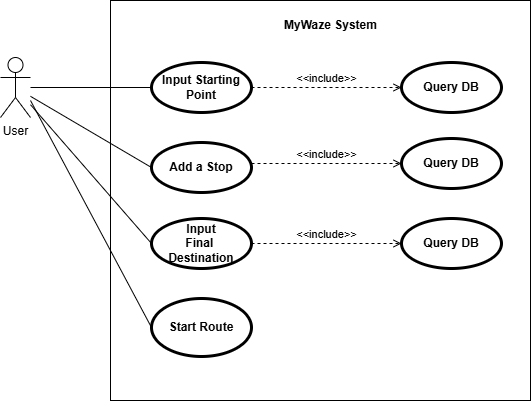 MyWaze System
Input Starting
Point
<<include>>
Query DB
User
Add a Stop
<<include>>
Query DB
Input
Final
Destination
<<include>>
Query DB
Start Route